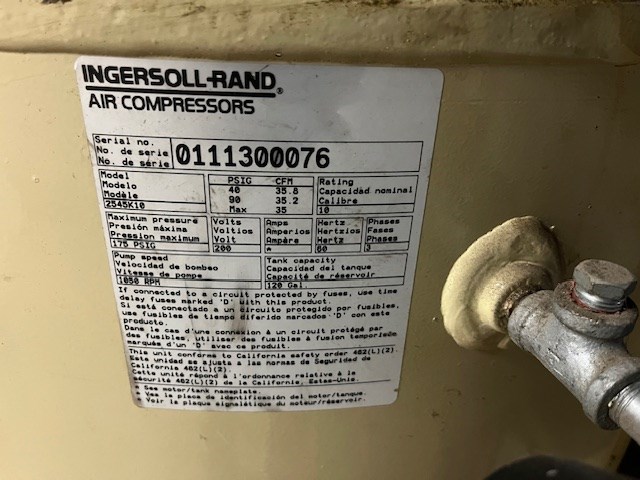 INGERSOLL-RAND®
AIR COMPRESSORS
Serial no.
No. de serie
No. de série
0111300076
Model
Modelo
Modèle
2545K10
PSIG CFM
40 35.8
90 35.2
Max 35
Rating
Capacidad nominal
Calibre
10
Maximum pressure
Presión máxima
Pression maximum
175 PSIG
Volts
Voltios
Volt
200
Amps
Amperios
Ampère
*
Hertz
Hertzios
Hertz
60
Phases
Fases
Phases
3
Pump speed
Velocidad de bombeo
Vitesse de pompe
1050 RPM
Tank capacity
Capacidad del tanque
Capacité de réservoir
120 Gal.
If connected to a circuit protected by fuses, use time
delay fuses marked "D" with this product.
Si está conectado a un circuito protegido por fusibles,
use fusibles de tiempo diferido marcados "D" con este
producto.
Dans le cas d'une connexion à un circuit protégé par
des fusibles, utiliser des fusibles à fusion temporisée
marqués d'un "D" avec ce produit.
This unit conforms to California safety order 462(L)(2).
Esta unidad se ajusta a las normas de Seguridad de
California 462(L)(2).
Cette unité répond à l'ordonnance relative à la
sécurité 462(L)(2) de la Californie, Etats-Unis.
* See motor/tank nameplate.
* Vea la placa de identificación del motor/tanque.
* Voir la plaque signalétique du moteur/réservoir.